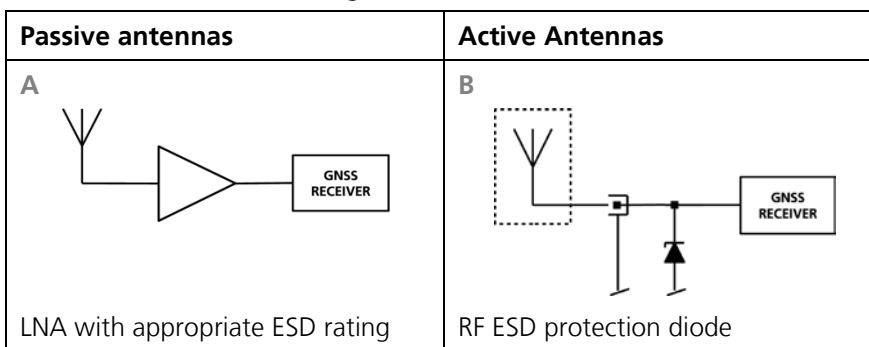 Passive antennas
Active Antennas
A
GNSS
RECEIVER
LNA with appropriate ESD rating
B
GNSS
RECEIVER
RF ESD protection diode